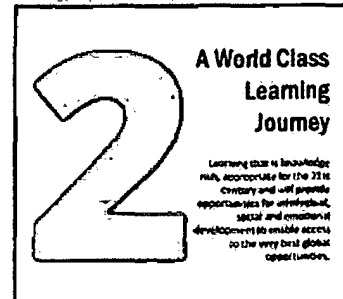 2
A World Class
Learning
Journey
Learning that is knowledge
rich, appropriate for the 21st
Century and will provide
opportunities for intellectual,
social and emotional
development to enable access
to the very best global
opportunities.